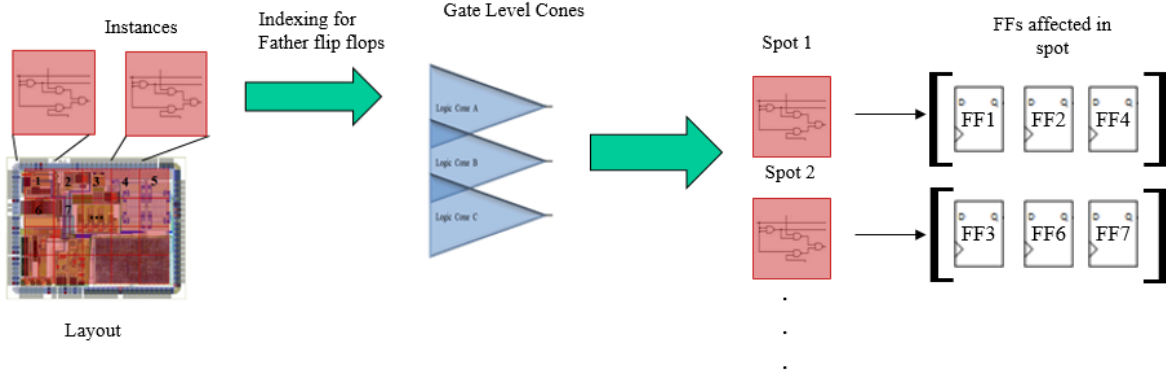 Instances
Indexing for
Father flip flops
Gate Level Cones
Spot 1
FFs affected in
spot
Logic Cone A
Logic Cone B
Logic Cone C
D Q D Q D Q
FF1 FF2 FF4
1 2 3 4 5
6 7
Spot 2
D Q D Q D Q
FF3 FF6 FF7
Layout